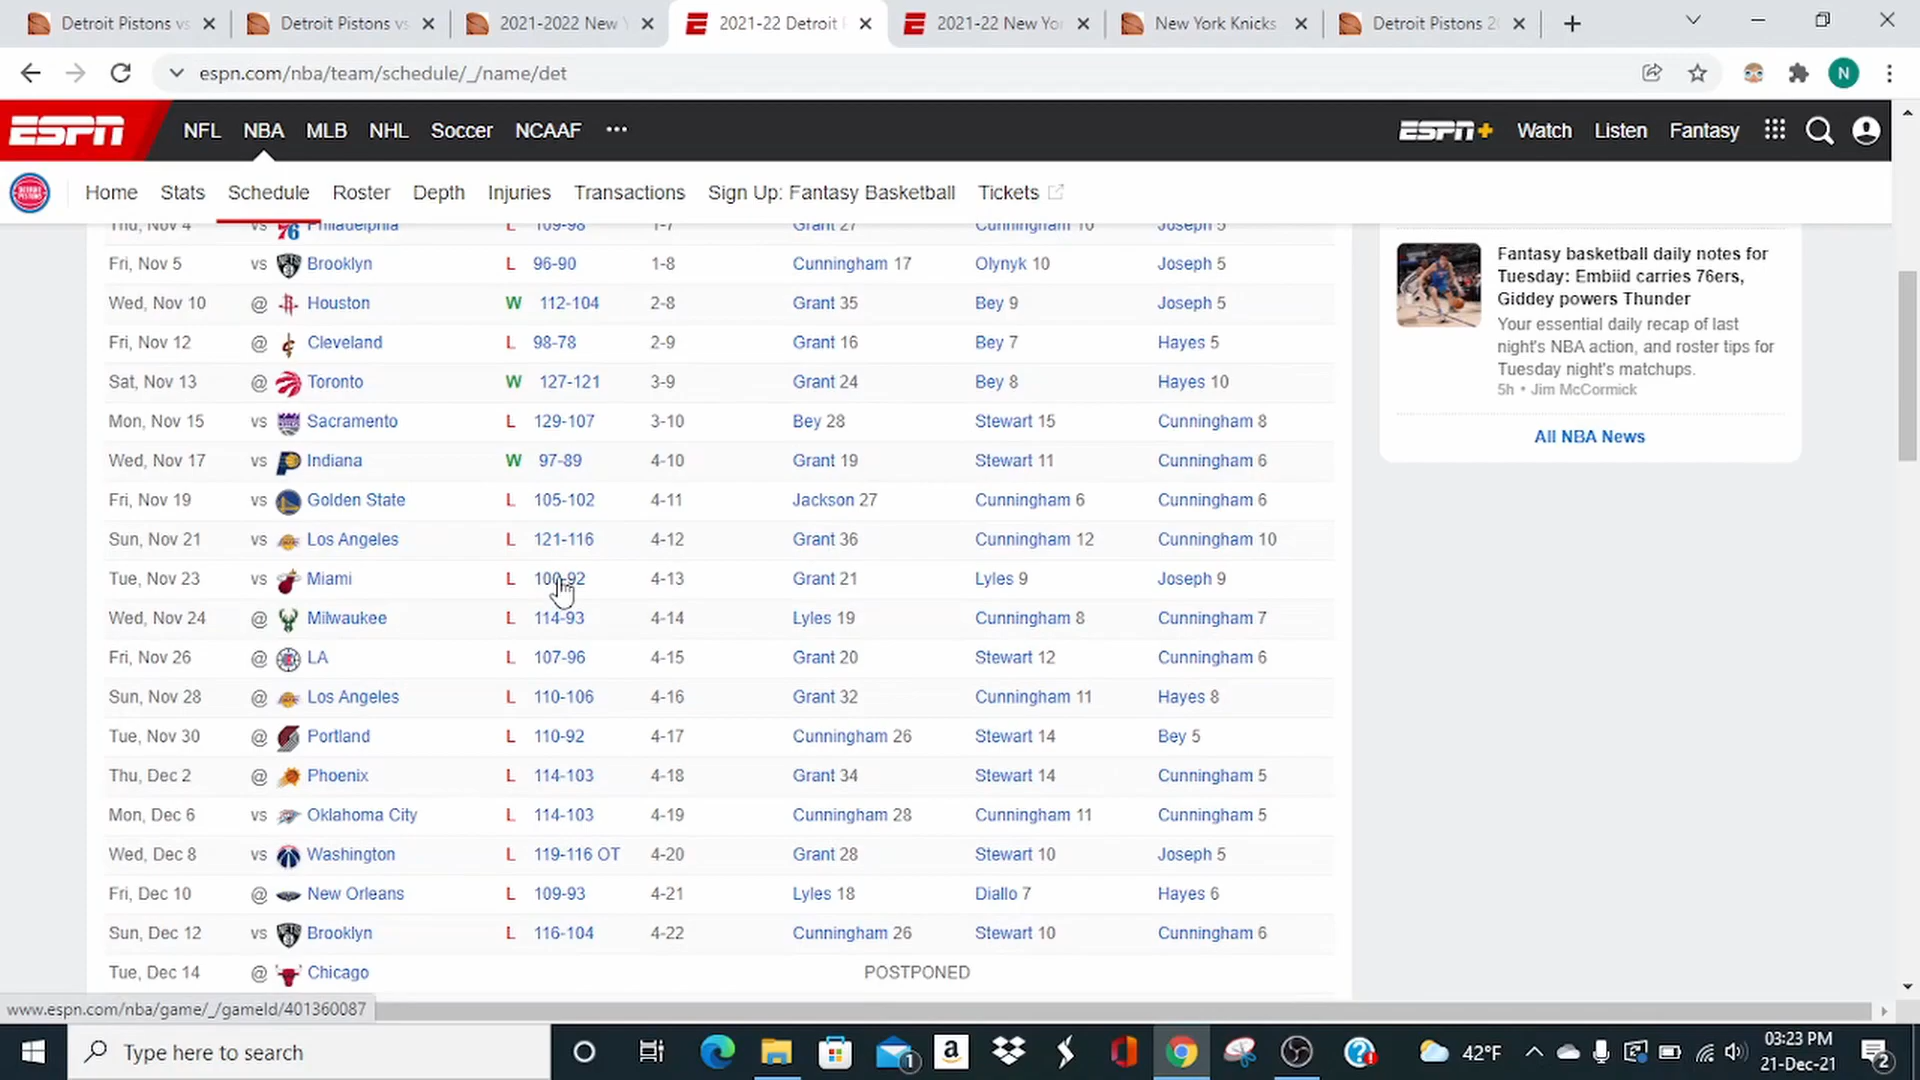 Detroit Pistons vs
Detroit Pistons vs
2021-2022 New Y
2021-22 Detroit P
2021-22 New Yor
New York Knicks
Detroit Pistons 20
espn.com/nba/team/schedule/_/name/det
N
ESPN NFL NBA MLB NHL Soccer NCAAF ••• ESPN+ Watch Listen Fantasy
Home Stats Schedule Roster Depth Injuries Transactions Sign Up: Fantasy Basketball Tickets
Thu, Nov 4 vs Philadelphia L 109-98 1-7 Grant 27 Cunningham 10 Joseph 5
Fri, Nov 5 vs Brooklyn L 96-90 1-8 Cunningham 17 Olynyk 10 Joseph 5
Wed, Nov 10 @ Houston W 112-104 2-8 Grant 35 Bey 9 Joseph 5
Fri, Nov 12 @ Cleveland L 98-78 2-9 Grant 16 Bey 7 Hayes 5
Sat, Nov 13 @ Toronto W 127-121 3-9 Grant 24 Bey 8 Hayes 10
Mon, Nov 15 vs Sacramento L 129-107 3-10 Bey 28 Stewart 15 Cunningham 8
Wed, Nov 17 vs Indiana W 97-89 4-10 Grant 19 Stewart 11 Cunningham 6
Fri, Nov 19 vs Golden State L 105-102 4-11 Jackson 27 Cunningham 6 Cunningham 6
Sun, Nov 21 vs Los Angeles L 121-116 4-12 Grant 36 Cunningham 12 Cunningham 10
Tue, Nov 23 vs Miami L 100-92 4-13 Grant 21 Lyles 9 Joseph 9
Wed, Nov 24 @ Milwaukee L 114-93 4-14 Lyles 19 Cunningham 8 Cunningham 7
Fri, Nov 26 @ LA L 107-96 4-15 Grant 20 Stewart 12 Cunningham 6
Sun, Nov 28 @ Los Angeles L 110-106 4-16 Grant 32 Cunningham 11 Hayes 8
Tue, Nov 30 @ Portland L 110-92 4-17 Cunningham 26 Stewart 14 Bey 5
Thu, Dec 2 @ Phoenix L 114-103 4-18 Grant 34 Stewart 14 Cunningham 5
Mon, Dec 6 vs Oklahoma City L 114-103 4-19 Cunningham 28 Cunningham 11 Cunningham 5
Wed, Dec 8 vs Washington L 119-116 OT 4-20 Grant 28 Stewart 10 Joseph 5
Fri, Dec 10 @ New Orleans L 109-93 4-21 Lyles 18 Diallo 7 Hayes 6
Sun, Dec 12 vs Brooklyn L 116-104 4-22 Cunningham 26 Stewart 10 Cunningham 6
Tue, Dec 14 @ Chicago POSTPONED
Fantasy basketball daily notes for
Tuesday: Embiid carries 76ers,
Giddey powers Thunder
Your essential daily recap of last
night's NBA action, and roster tips for
Tuesday night's matchups.
5h • Jim McCormick
All NBA News
www.espn.com/nba/game/_/gameId/401360087
Type here to search
42°F
03:23 PM
21-Dec-21